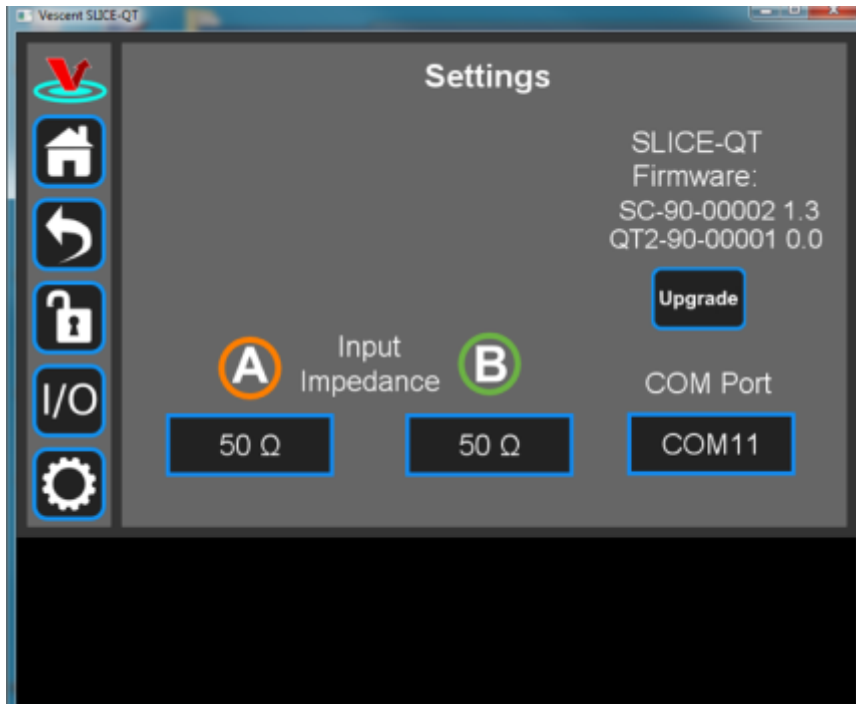 Vescent SLICE-QT
Settings
SLICE-QT
Firmware:
SC-90-00002 1.3
QT2-90-00001 0.0
Upgrade
A
Input
Impedance
B
COM Port
I/O
50 Ω
50 Ω
COM11